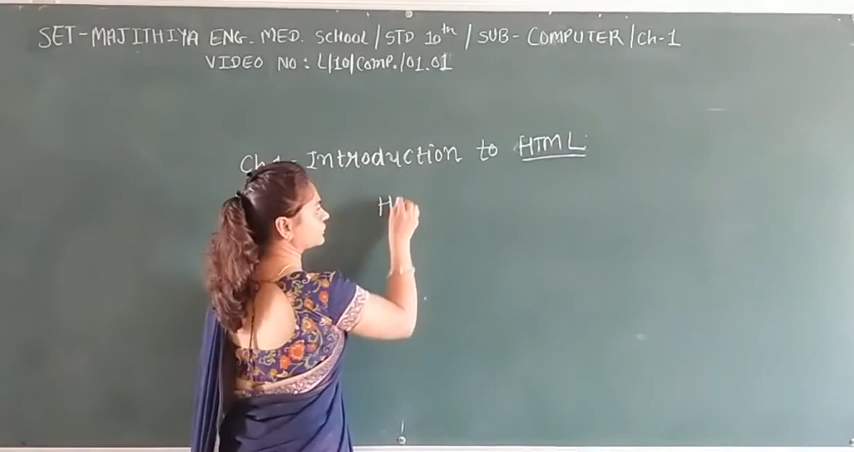 SET-MAJITHIYA ENG. MED. SCHOOL / STD 10th / SUB- COMPUTER / Ch-1
VIDEO NO : L/10/COMP./01.01
Ch Introduction to HTML
H